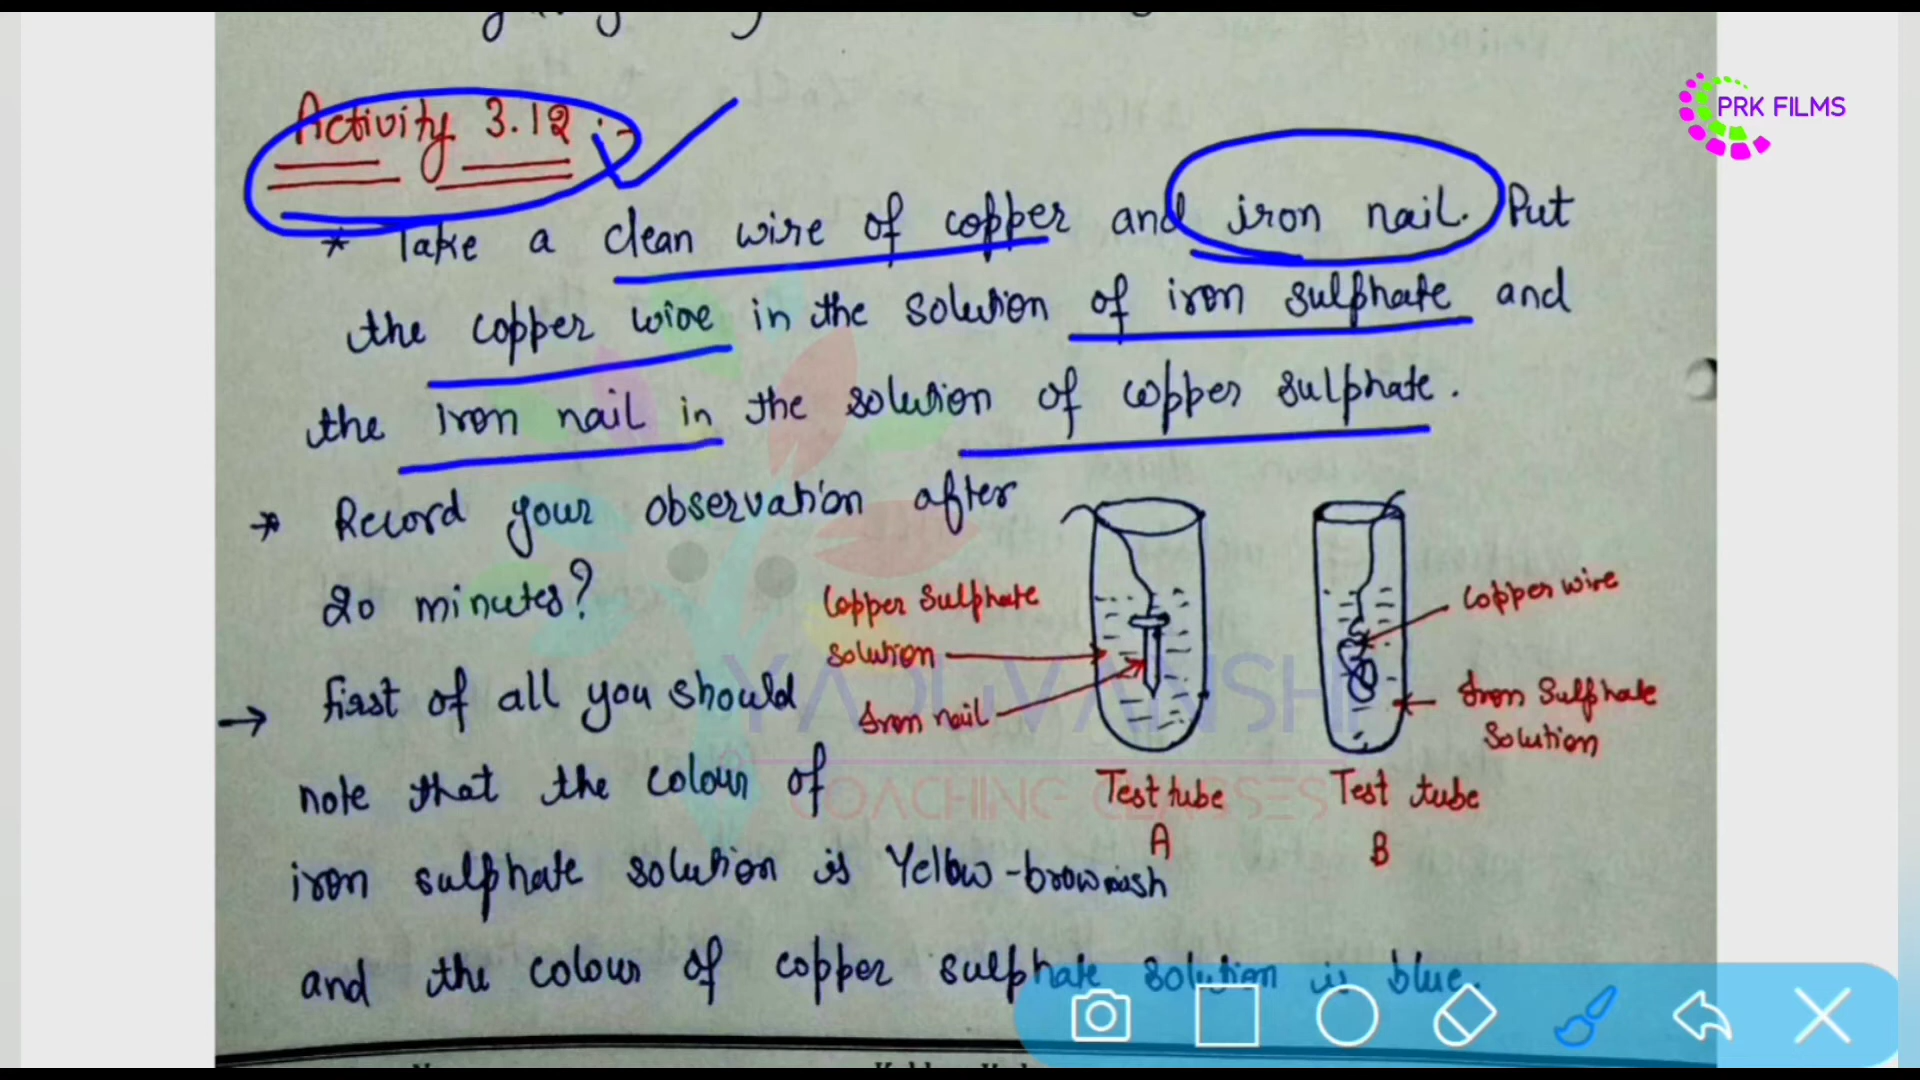 Activity 3.12 :-
PRK FILMS
* Take a clean wire of copper and iron nail. Put
the copper wire in the solution of iron sulphate and
the iron nail in the solution of copper sulphate.
* Record your observation after
20 minutes?
→ First of all you should
note that the colour of
iron sulphate solution is Yellow-brownish
and the colour of copper sulphate solution is blue.
Copper Sulphate
solution
Iron nail
Test tube
A
Copper wire
Iron Sulphate
Solution
Test tube
B
YADUVANSHI
COACHING CLASSES